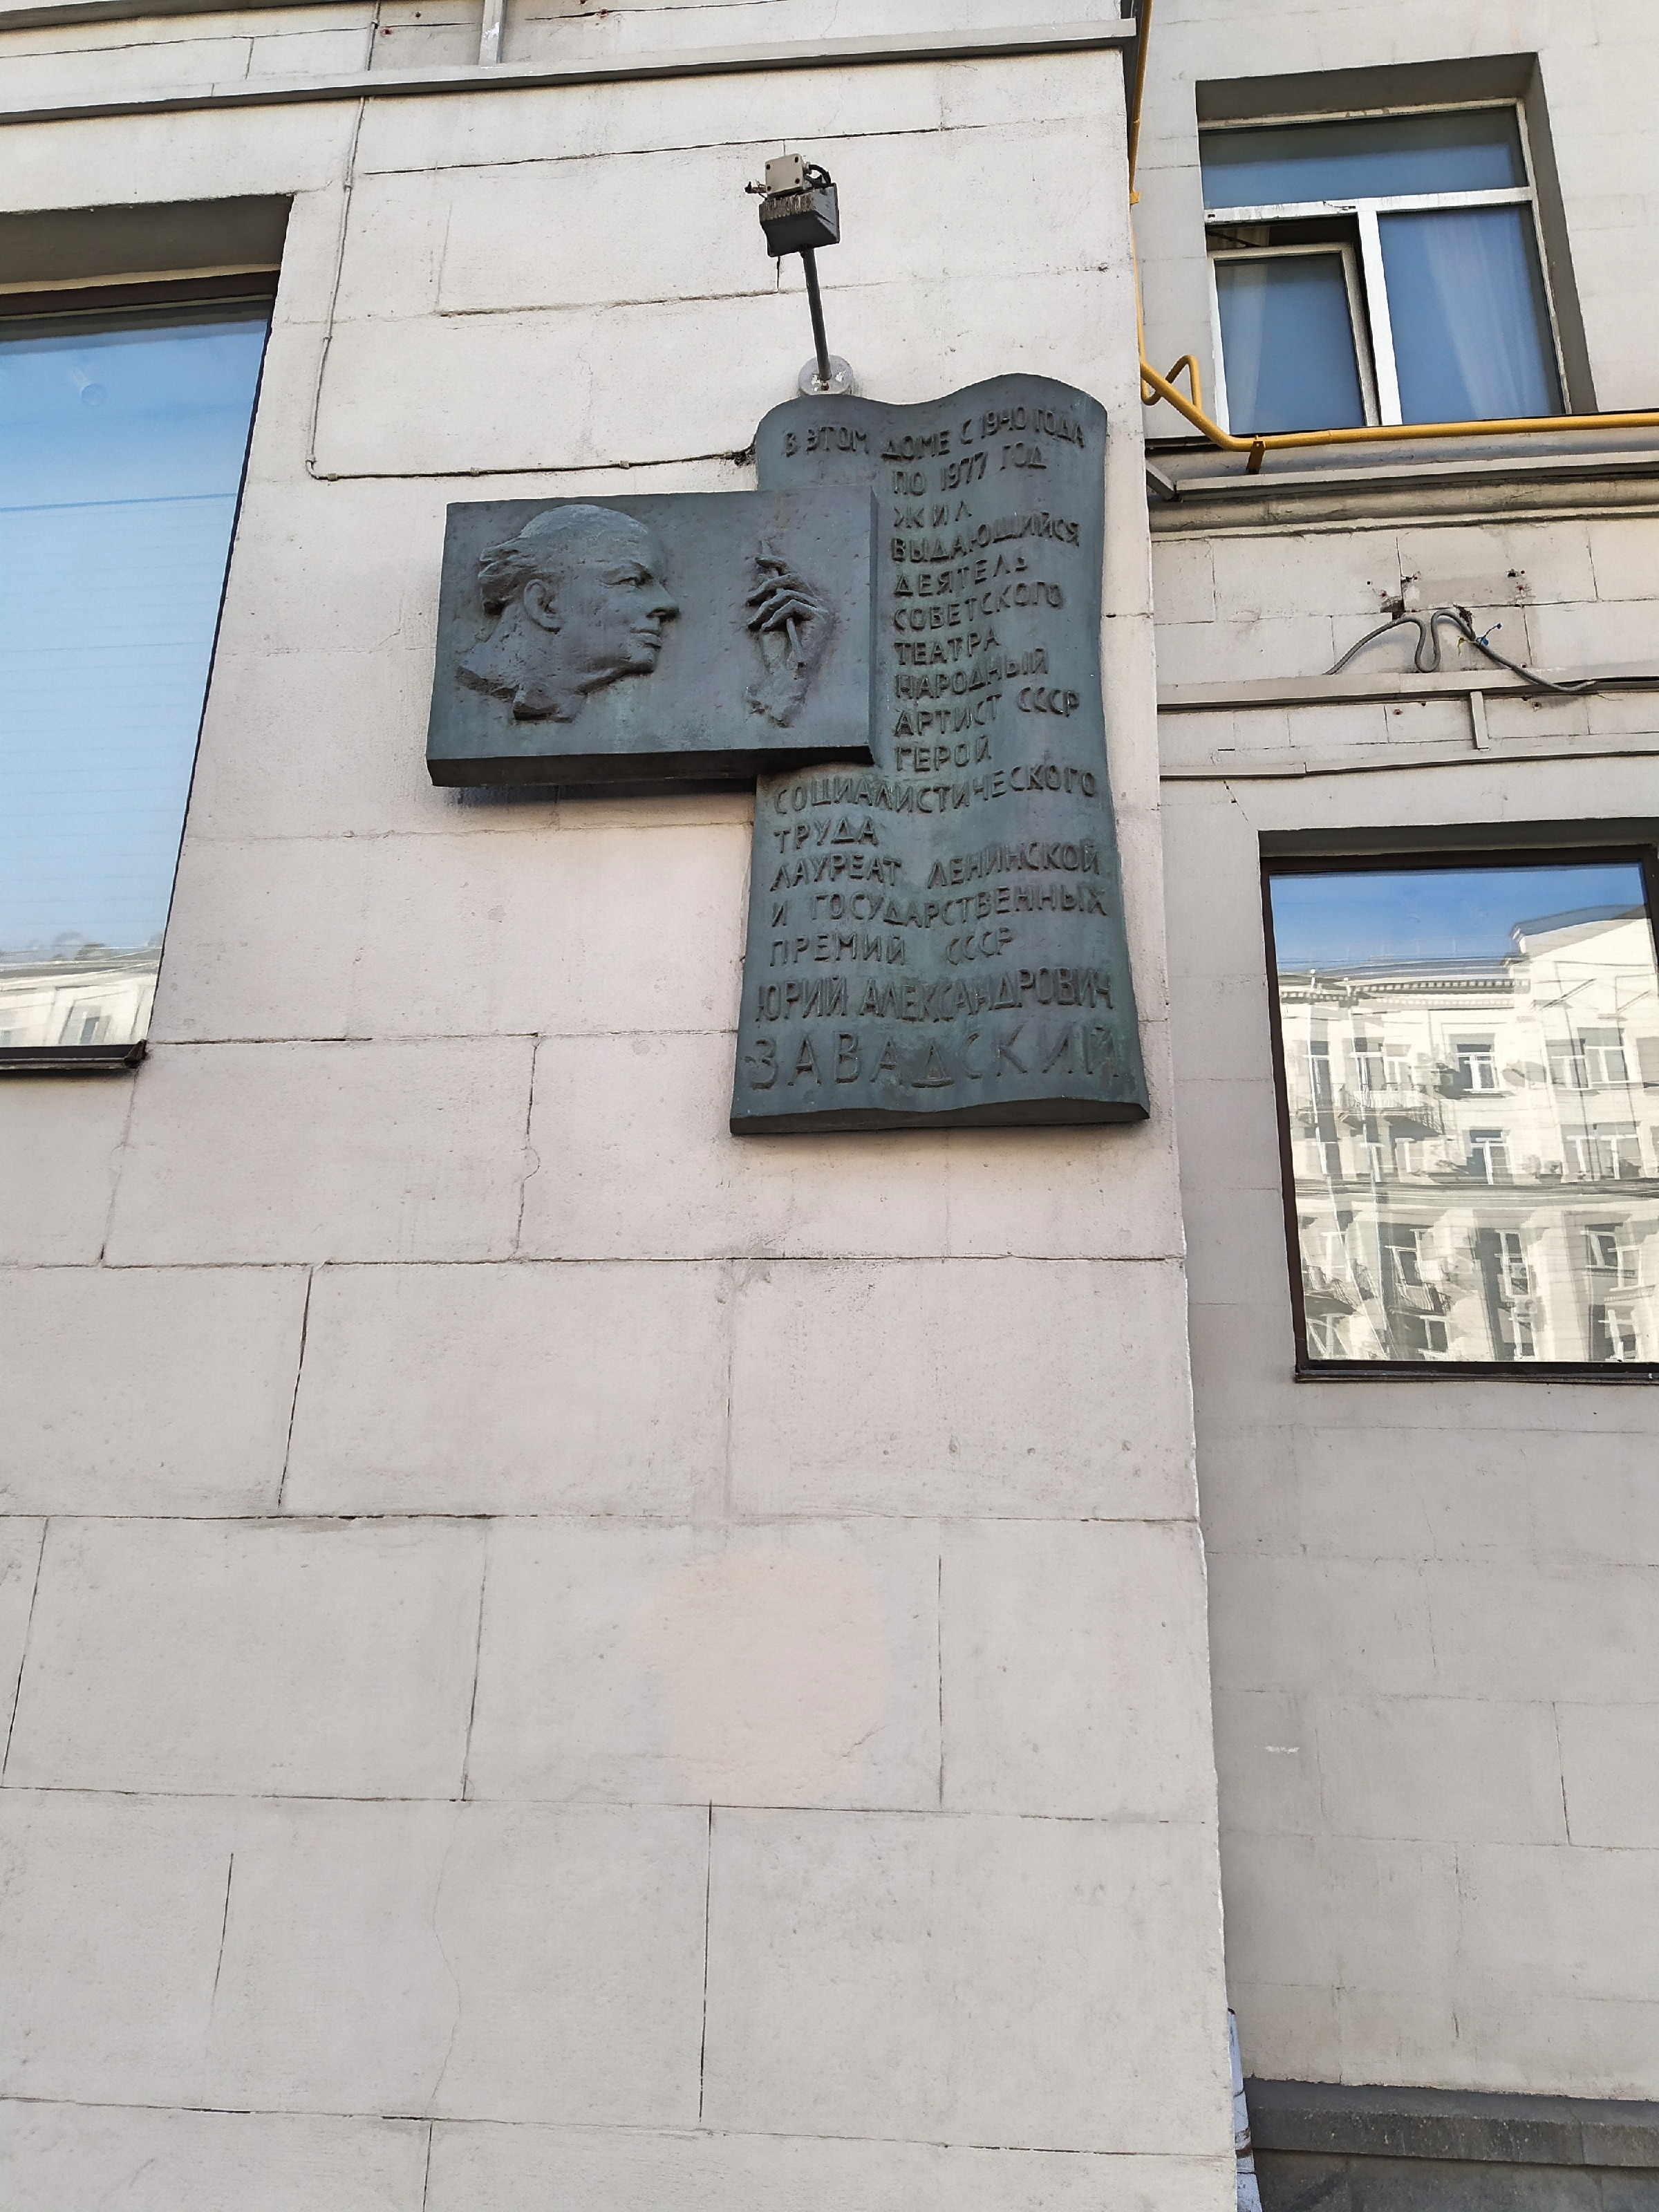 В ЭТОМ ДОМЕ С 1940 ГОДА
ПО 1977 ГОД
ЖИЛ
ВЫДАЮЩИЙСЯ
ДЕЯТЕЛЬ
СОВЕТСКОГО
ТЕАТРА
НАРОДНЫЙ
АРТИСТ СССР
ГЕРОЙ
СОЦИАЛИСТИЧЕСКОГО
ТРУДА
ЛАУРЕАТ ЛЕНИНСКОЙ
И ГОСУДАРСТВЕННЫХ
ПРЕМИЙ СССР
ЮРИЙ АЛЕКСАНДРОВИЧ
ЗАВАДСКИЙ